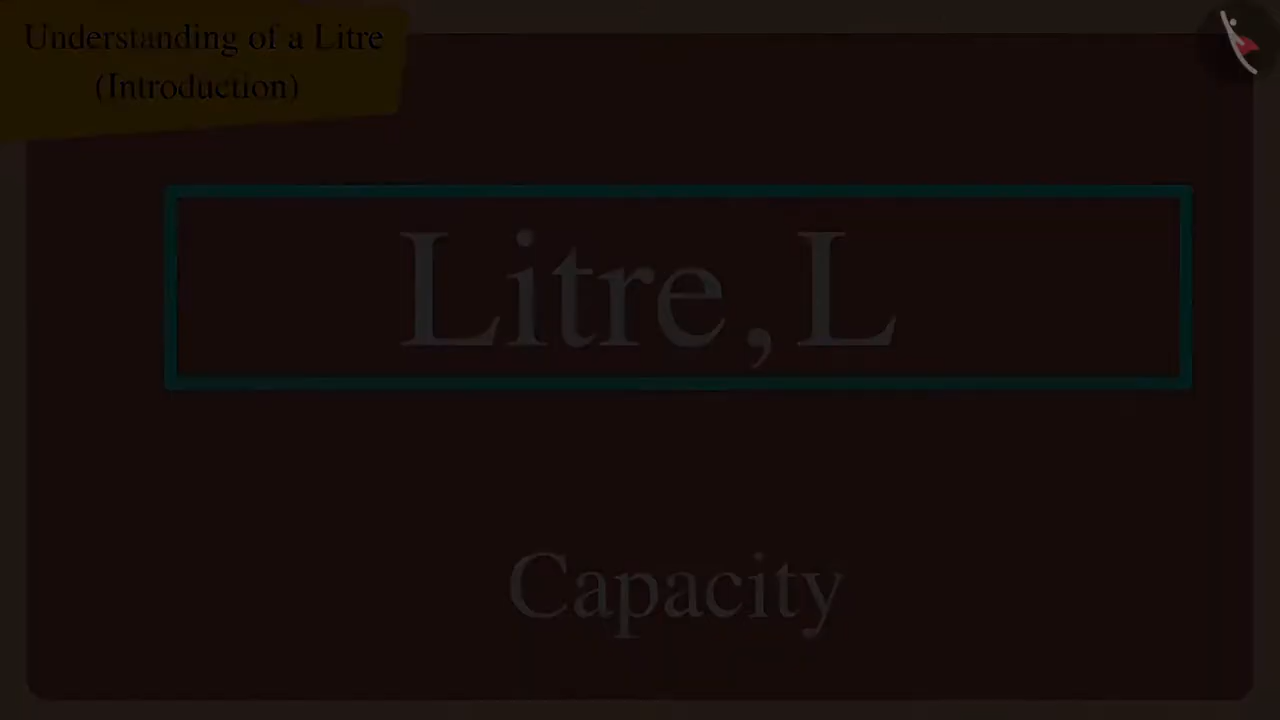 Understanding of a Litre
(Introduction)
Litre, L
Capacity